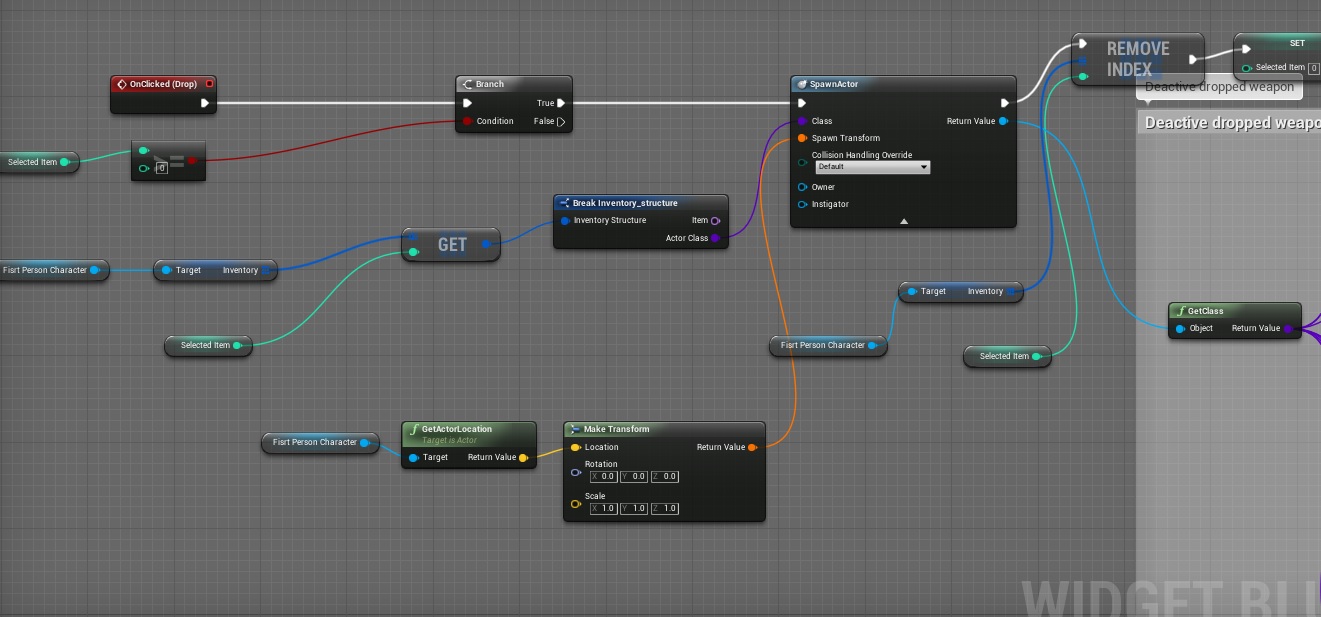 REMOVE
INDEX
SET
Selected Item 0
Deactive dropped weapon
Deactive dropped weapo
OnClicked (Drop)
Branch
True
Condition
False
SpawnActor
Class
Return Value
Spawn Transform
Collision Handling Override
Default
Owner
Instigator
Selected Item
0
Break Inventory_structure
Inventory Structure
Item
Actor Class
GET
Fisrt Person Character
Target
Inventory
Selected Item
Target
Inventory
Fisrt Person Character
Selected Item
GetClass
Object
Return Value
Fisrt Person Character
GetActorLocation
Target is Actor
Target
Return Value
Make Transform
Location
Return Value
Rotation
X 0.0 Y 0.0 Z 0.0
Scale
X 1.0 Y 1.0 Z 1.0
WIDGET BLU